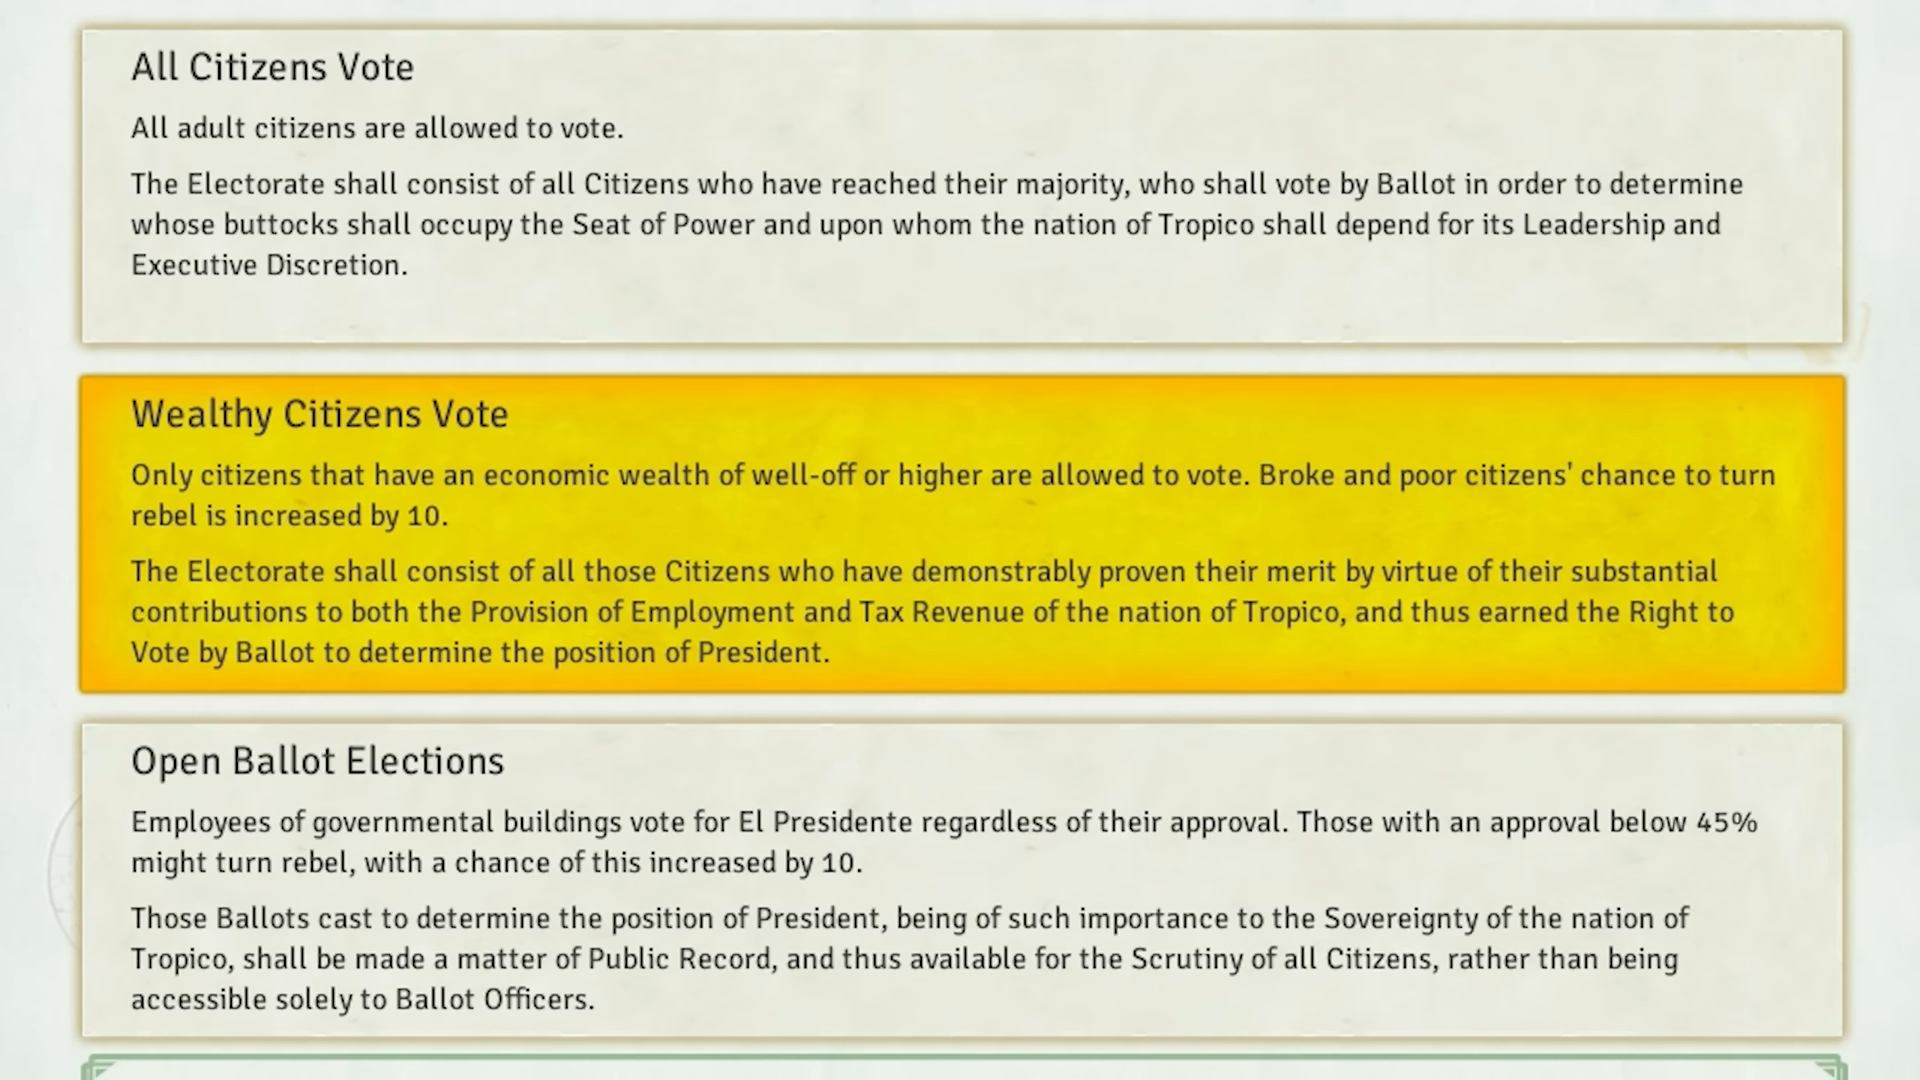 All Citizens Vote
All adult citizens are allowed to vote.
The Electorate shall consist of all Citizens who have reached their majority, who shall vote by Ballot in order to determine
whose buttocks shall occupy the Seat of Power and upon whom the nation of Tropico shall depend for its Leadership and
Executive Discretion.
Wealthy Citizens Vote
Only citizens that have an economic wealth of well-off or higher are allowed to vote. Broke and poor citizens' chance to turn
rebel is increased by 10.
The Electorate shall consist of all those Citizens who have demonstrably proven their merit by virtue of their substantial
contributions to both the Provision of Employment and Tax Revenue of the nation of Tropico, and thus earned the Right to
Vote by Ballot to determine the position of President.
Open Ballot Elections
Employees of governmental buildings vote for El Presidente regardless of their approval. Those with an approval below 45%
might turn rebel, with a chance of this increased by 10.
Those Ballots cast to determine the position of President, being of such importance to the Sovereignty of the nation of
Tropico, shall be made a matter of Public Record, and thus available for the Scrutiny of all Citizens, rather than being
accessible solely to Ballot Officers.